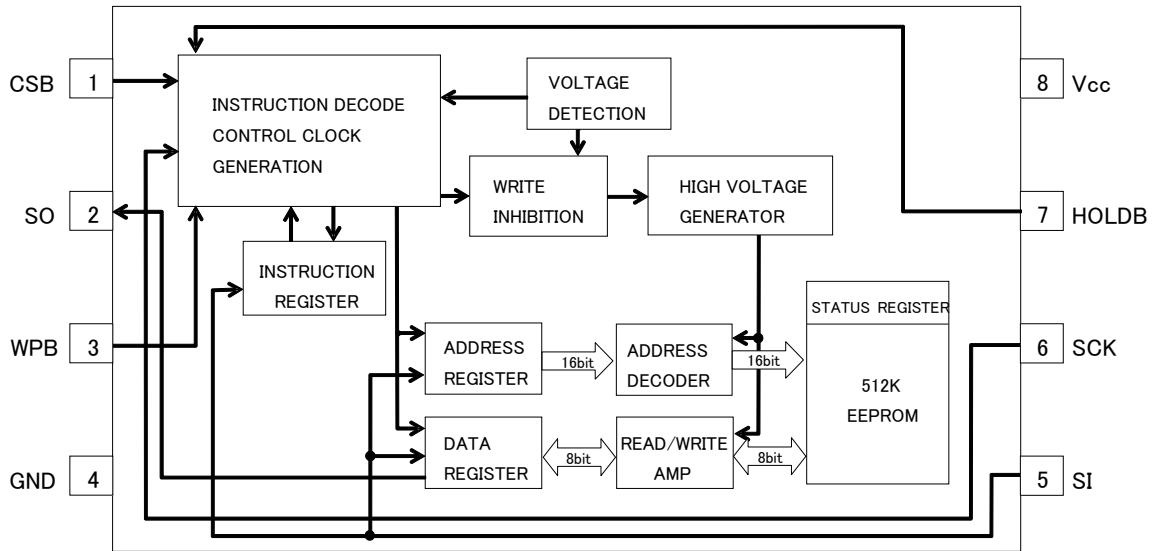 CSB
1
INSTRUCTION DECODE
CONTROL CLOCK
GENERATION
VOLTAGE
DETECTION
8
Vcc
SO
2
WRITE
INHIBITION
HIGH VOLTAGE
GENERATOR
7
HOLDB
INSTRUCTION
REGISTER
STATUS REGISTER
WPB
3
ADDRESS
REGISTER
16bit
ADDRESS
DECODER
16bit
512K
EEPROM
6
SCK
GND
4
DATA
REGISTER
8bit
READ/WRITE
AMP
8bit
5
SI